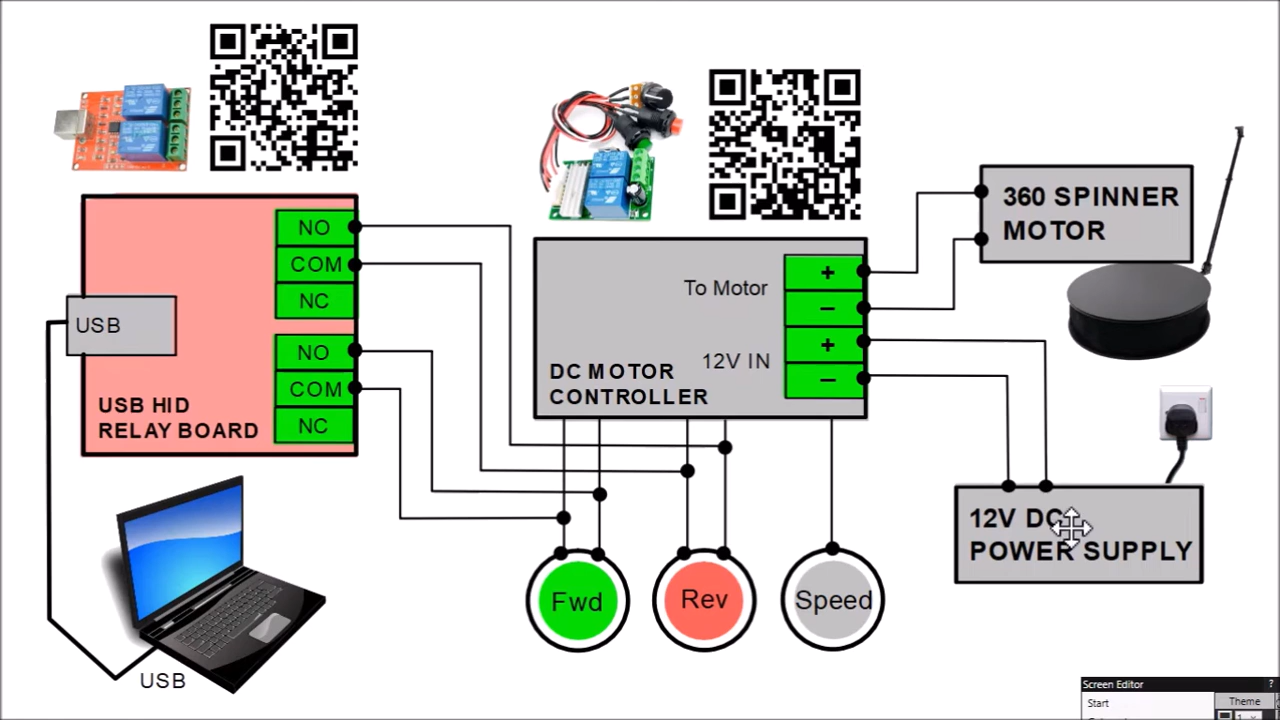 NO
COM
NC
USB
NO
COM
NC
USB HID
RELAY BOARD
USB
To Motor
+
–
12V IN
+
–
DC MOTOR
CONTROLLER
360 SPINNER
MOTOR
12V DC
POWER SUPPLY
Fwd
Rev
Speed
Screen Editor
?
Start
Theme
1